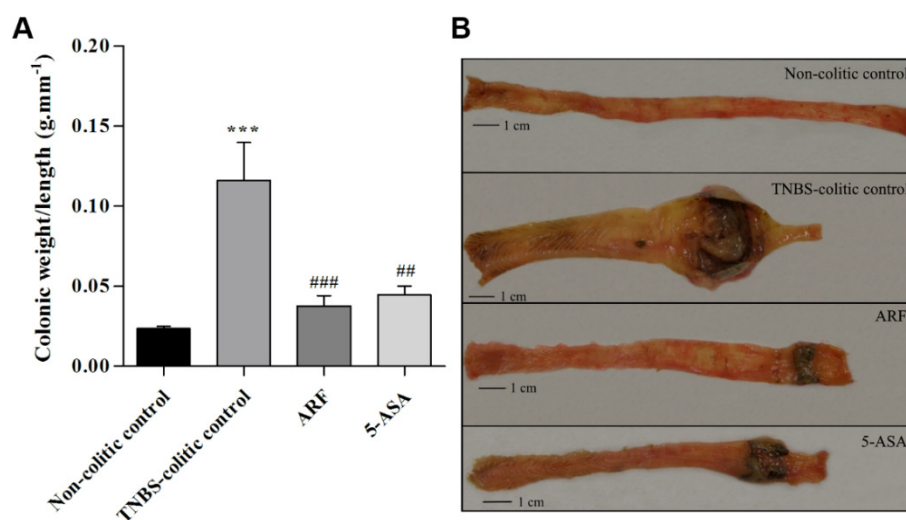 A
Colonic weight/length (g.mm⁻¹)
0.20
0.15
0.10
0.05
0.00
***
###
##
Non-colitic control
TNBS-colitic control
ARF
5-ASA
B
Non-colitic control
1 cm
TNBS-colitic control
1 cm
ARF
1 cm
5-ASA
1 cm